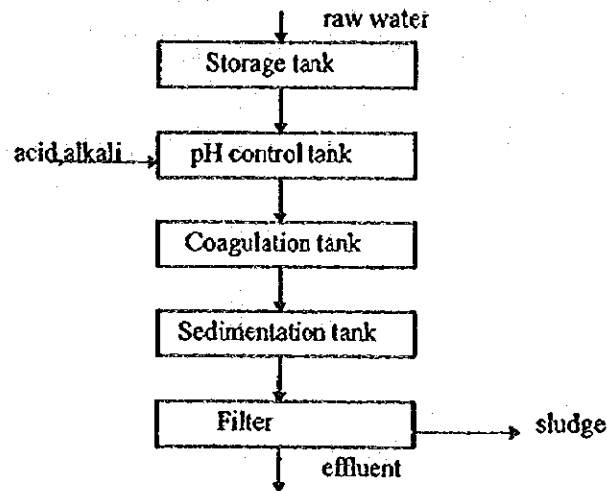 raw water
Storage tank
acid,alkali
pH control tank
Coagulation tank
Sedimentation tank
Filter
sludge
effluent